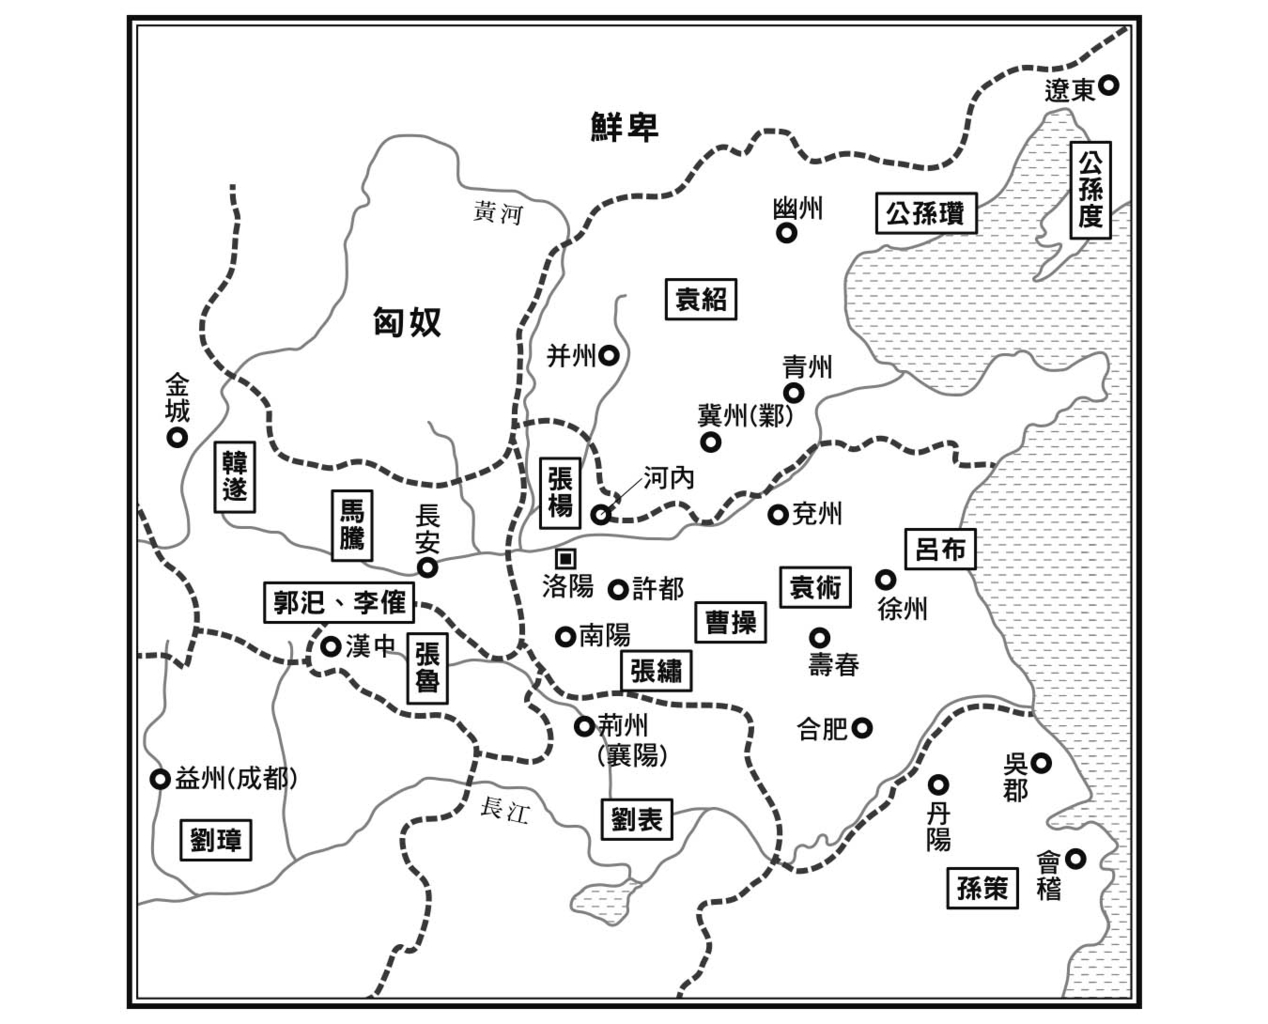 遼東
鮮卑
公孫度
幽州
公孫瓚
黃河
袁紹
匈奴
并州
青州
金城
冀州(鄴)
韓遂
張楊
河內
馬騰
長安
兗州
呂布
洛陽
許都
袁術
徐州
郭汜、李傕
曹操
漢中
南陽
壽春
張魯
張繡
荊州
(襄陽)
合肥
吳郡
益州(成都)
丹陽
長江
劉表
劉璋
會稽
孫策